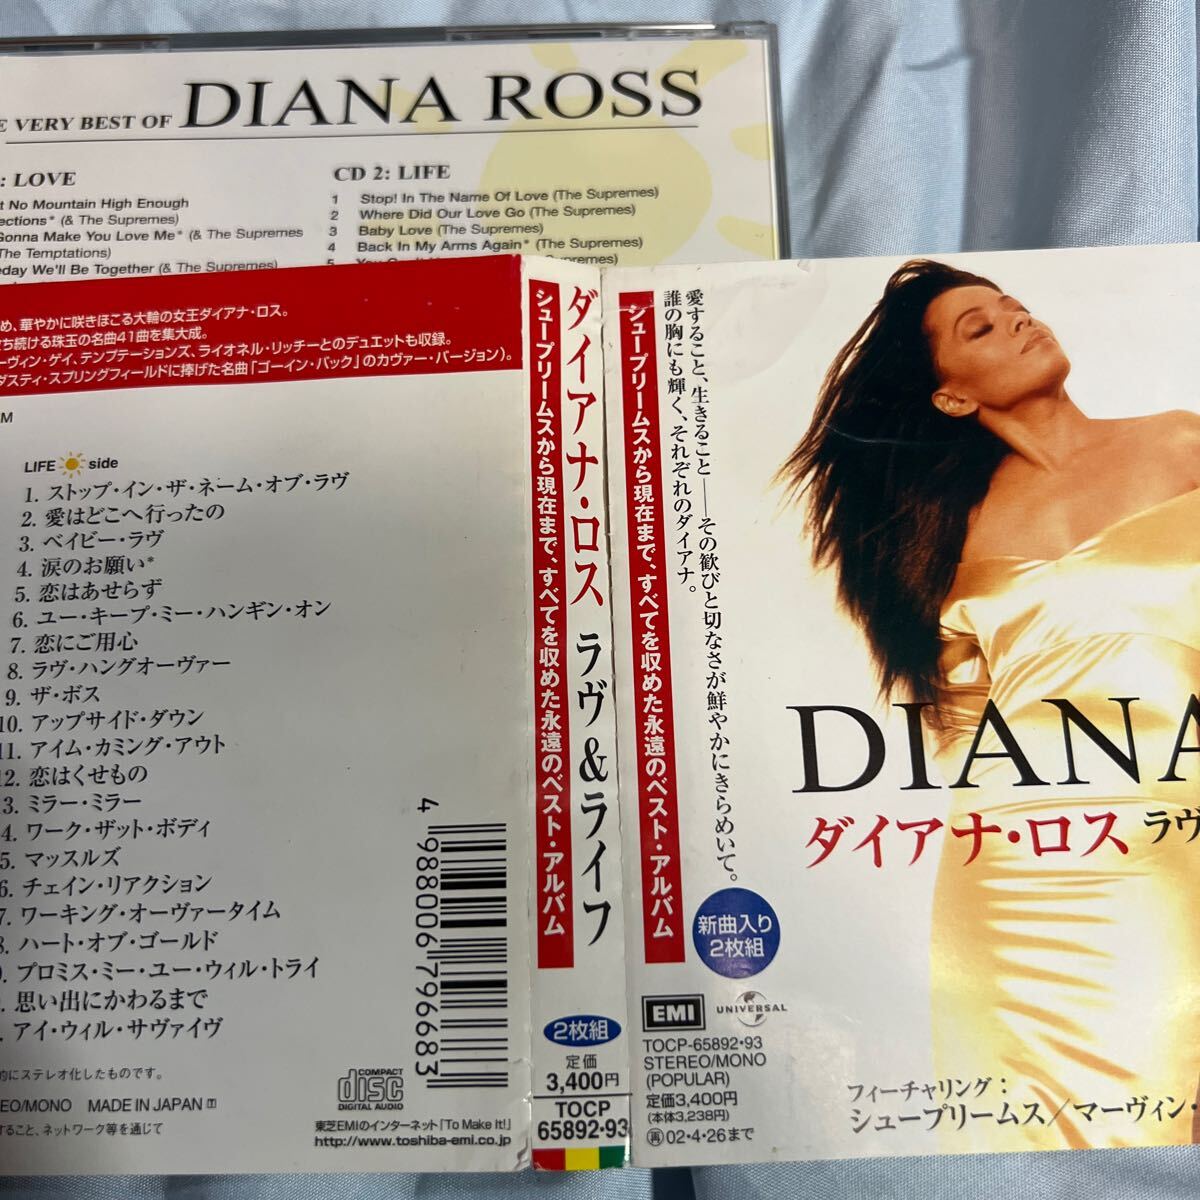 VERY BEST OF DIANA ROSS
: LOVE
No Mountain High Enough
* (& The Supremes)
Gonna Make You Love Me* (& The Supremes
The Temptations)
We'll Be Together (& The Supremes)
CD 2: LIFE
1 Stop! In The Name Of Love (The Supremes)
2 Where Did Our Love Go (The Supremes)
3 Baby Love (The Supremes)
4 Back In My Arms Again* (The Supremes)
5
め、華やかに咲きほこる大輪の女王ダイアナ・ロス。
ち続ける珠玉の名曲41曲を集大成。
ーヴィン・ゲイ、テンプテーションズ、ライオネル・リッチーとのデュエットも収録。
ダスティ・スプリングフィールドに捧げた名曲「ゴーイン・バック」のカヴァー・バージョン)。
LIFE side
1. ストップ・イン・ザ・ネーム・オブ・ラヴ
2. 愛はどこへ行ったの
3. ベイビー・ラヴ
4. 涙のお願い*
5. 恋はあせらず
6. ユー・キープ・ミー・ハンギン・オン
7. 恋にご用心
8. ラヴ・ハングオーヴァー
9. ザ・ボス
10. アップサイド・ダウン
11. アイム・カミング・アウト
12. 恋はくせもの
3. ミラー・ミラー
4. ワーク・ザット・ボディ
5. マッスルズ
6. チェイン・リアクション
7. ワーキング・オーヴァータイム
8. ハート・オブ・ゴールド
9. プロミス・ミー・ユー・ウィル・トライ
思い出にかわるまで
アイ・ウィル・サヴァイヴ
的にステレオ化したものです。
EO/MONO MADE IN JAPAN
すること、ネットワーク等を通じて
4 988006 796683
COMPACT disc DIGITAL AUDIO
東芝EMIのインターネット「To Make It!」
http://www.toshiba-emi.co.jp
シュープリームスから現在まで、すべてを収めた永遠のベスト・アルバム
ダイアナ・ロス ラヴ&ライフ
2枚組
定価
3,400円
TOCP
65892・93
シュープリームスから現在まで、すべてを収めた永遠のベスト・アルバム
愛すること、生きること――その歓びと切なさが鮮やかにきらめいて。
誰の胸にも輝く、それぞれのダイアナ。
新曲入り
2枚組
EMI UNIVERSAL
TOCP-65892・93
STEREO/MONO
(POPULAR)
定価3,400円
(本体3,238円)
再02・4・26まで
DIANA
ダイアナ・ロス ラヴ
フィーチャリング：
シュープリームス／マーヴィン・